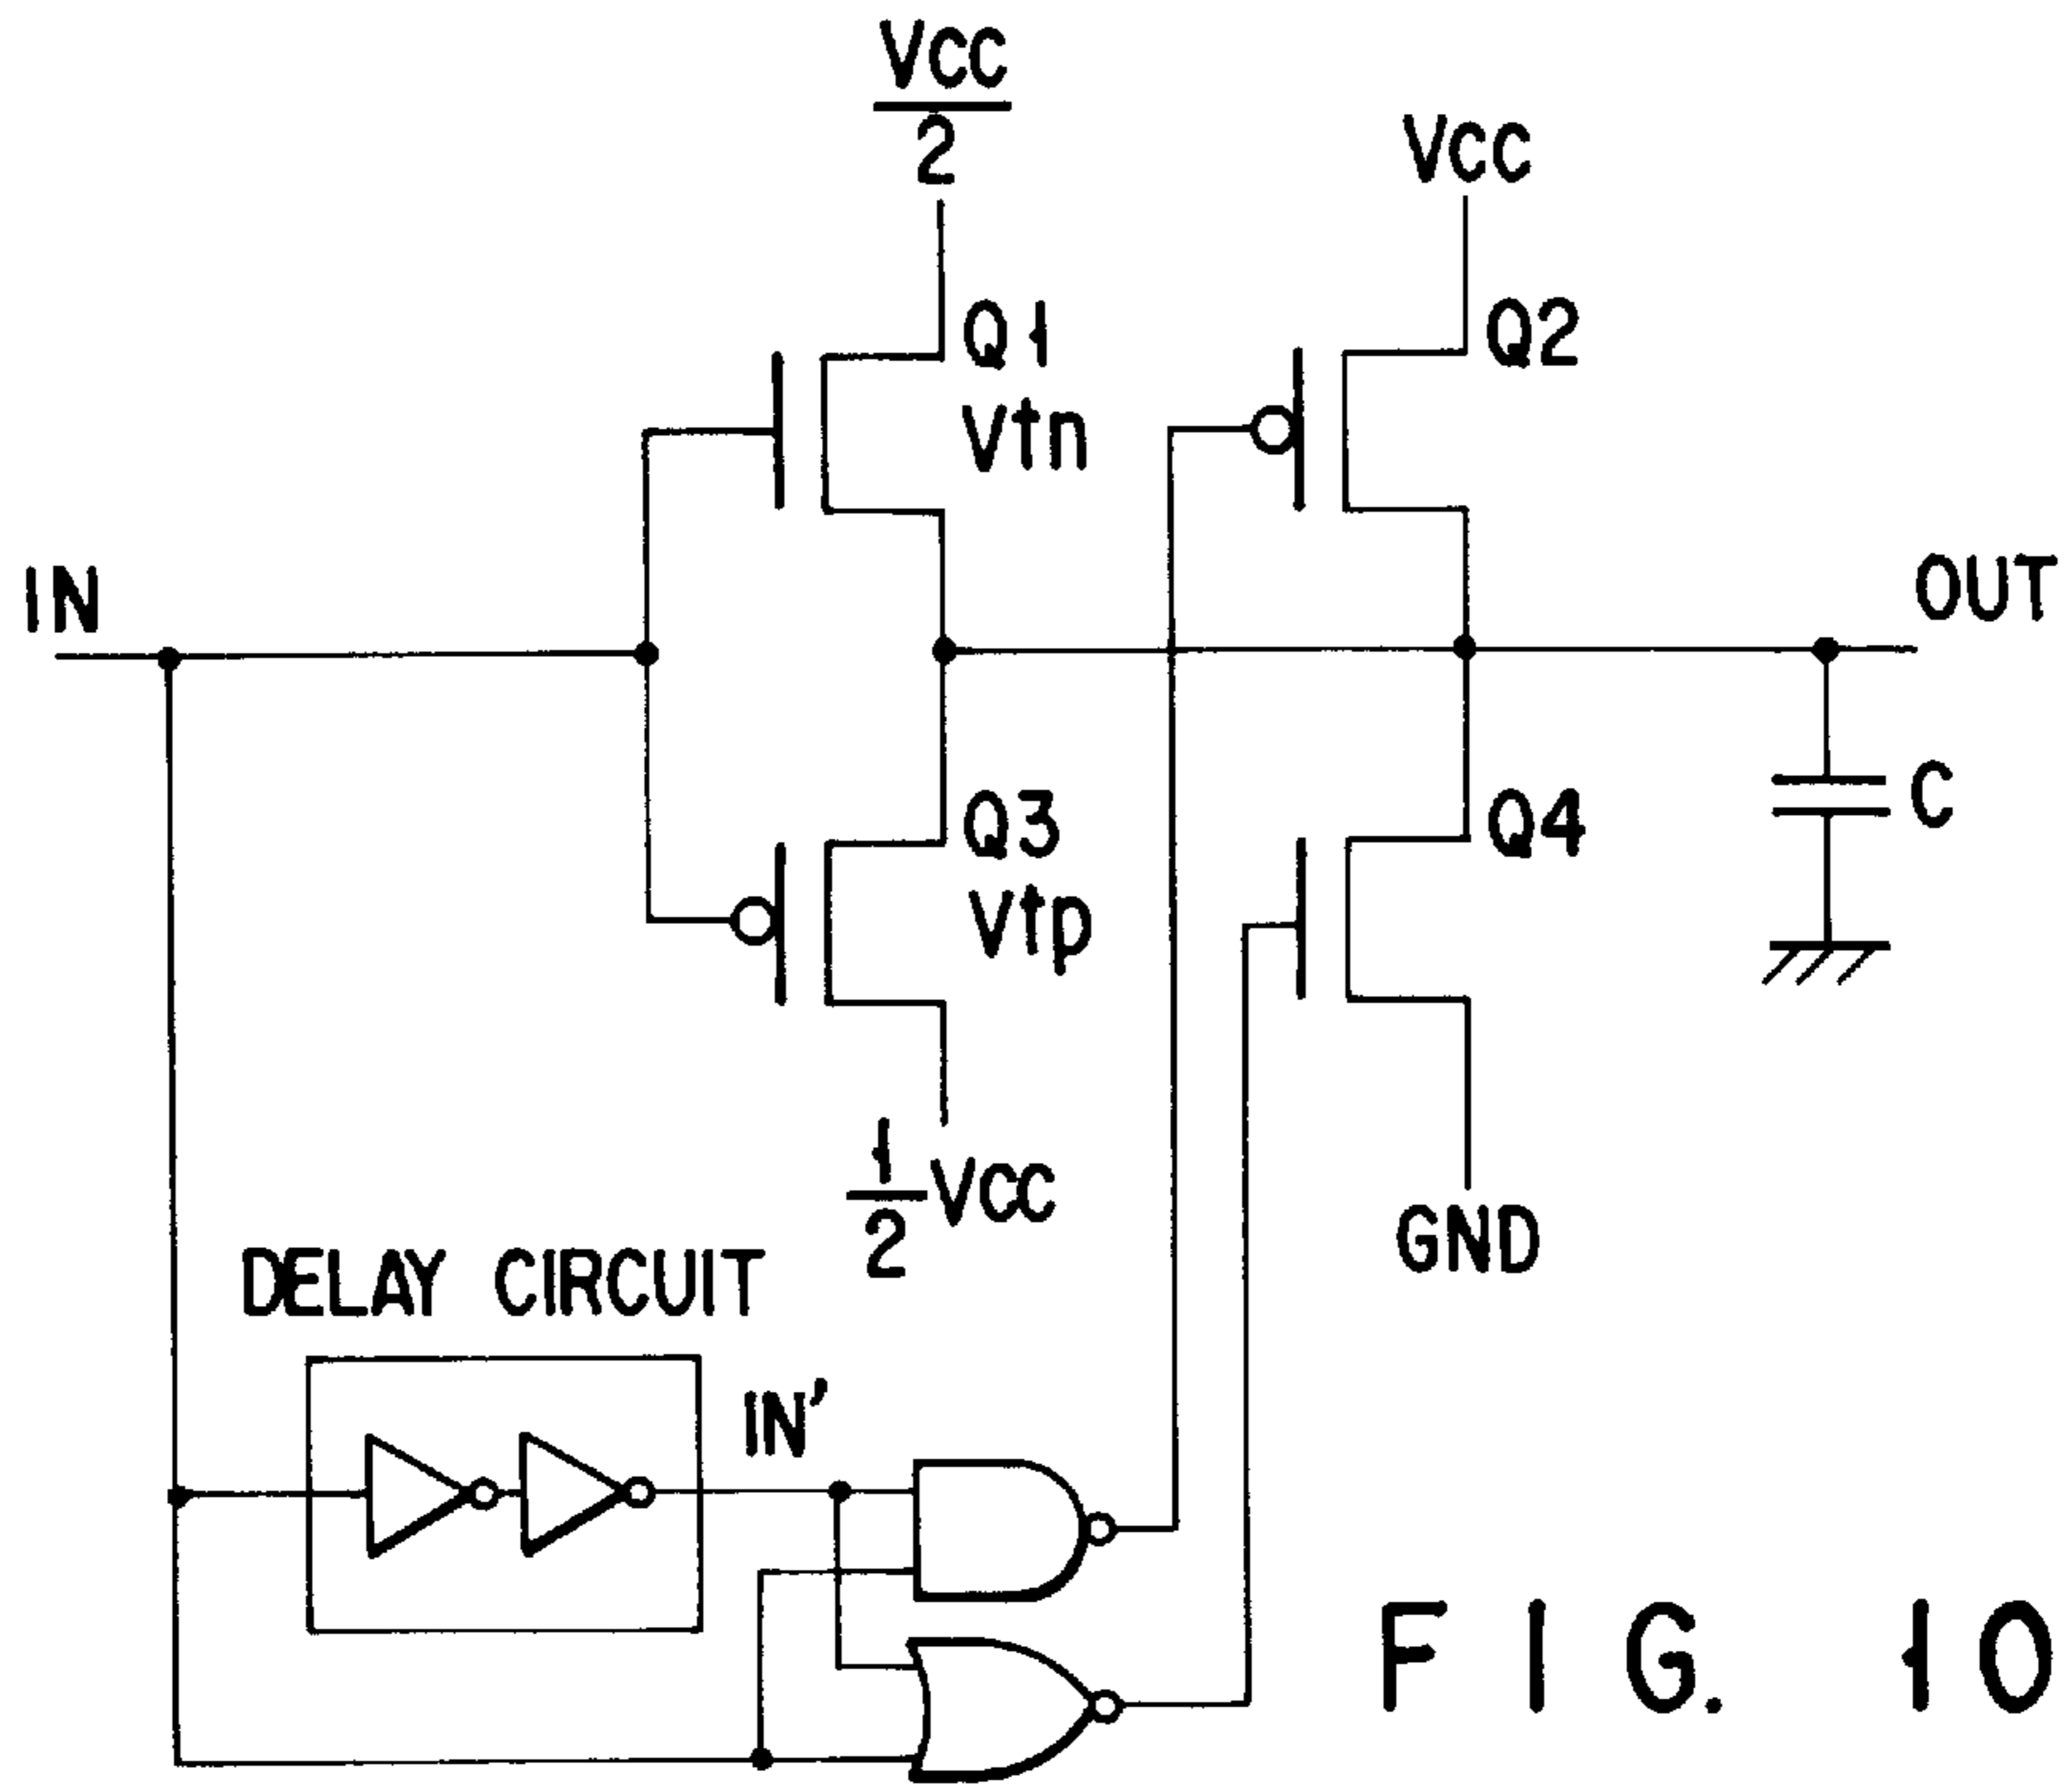 VCC
2
VCC
Q1
Vtn
Q2
IN
OUT
Q3
Vtp
Q4
C
1
2
VCC
GND
DELAY CIRCUIT
IN'
FIG. 10